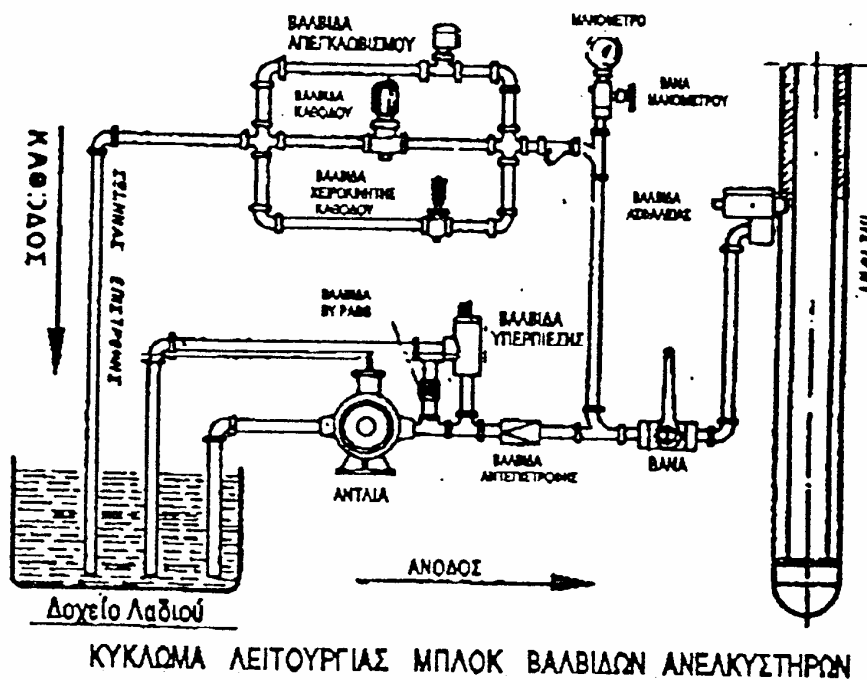 ΒΑΛΒΙΔΑ
ΑΠΕΓΚΛΩΒΙΣΜΟΥ
ΜΑΝΟΜΕΤΡΟ
ΒΑΝΑ
ΜΑΝΟΜΕΤΡΟΥ
ΒΑΛΒΙΔΑ
ΚΑΘΟΔΟΥ
ΚΑΘΟΔΟΣ
ΒΑΛΒΙΔΑ
ΧΕΙΡΟΚΙΝΗΤΗΣ
ΚΑΘΟΔΟΥ
ΒΑΛΒΙΔΑ
ΑΣΦΑΛΕΙΑΣ
ΣΩΛΗΝΑΣ ΕΠΙΣΤΡΟΦΗΣ
ΒΑΛΒΙΔΑ
BY PASS
ΒΑΛΒΙΔΑ
ΥΠΕΡΠΙΕΣΗΣ
ΒΑΛΒΙΔΑ
ΑΝΤΕΠΙΣΤΡΟΦΗΣ
ΒΑΝΑ
ΑΝΤΛΙΑ
ΑΝΟΔΟΣ
Δοχείο Λαδιού
ΚΥΚΛΩΜΑ ΛΕΙΤΟΥΡΓΙΑΣ ΜΠΛΟΚ ΒΑΛΒΙΔΩΝ ΑΝΕΛΚΥΣΤΗΡΩΝ